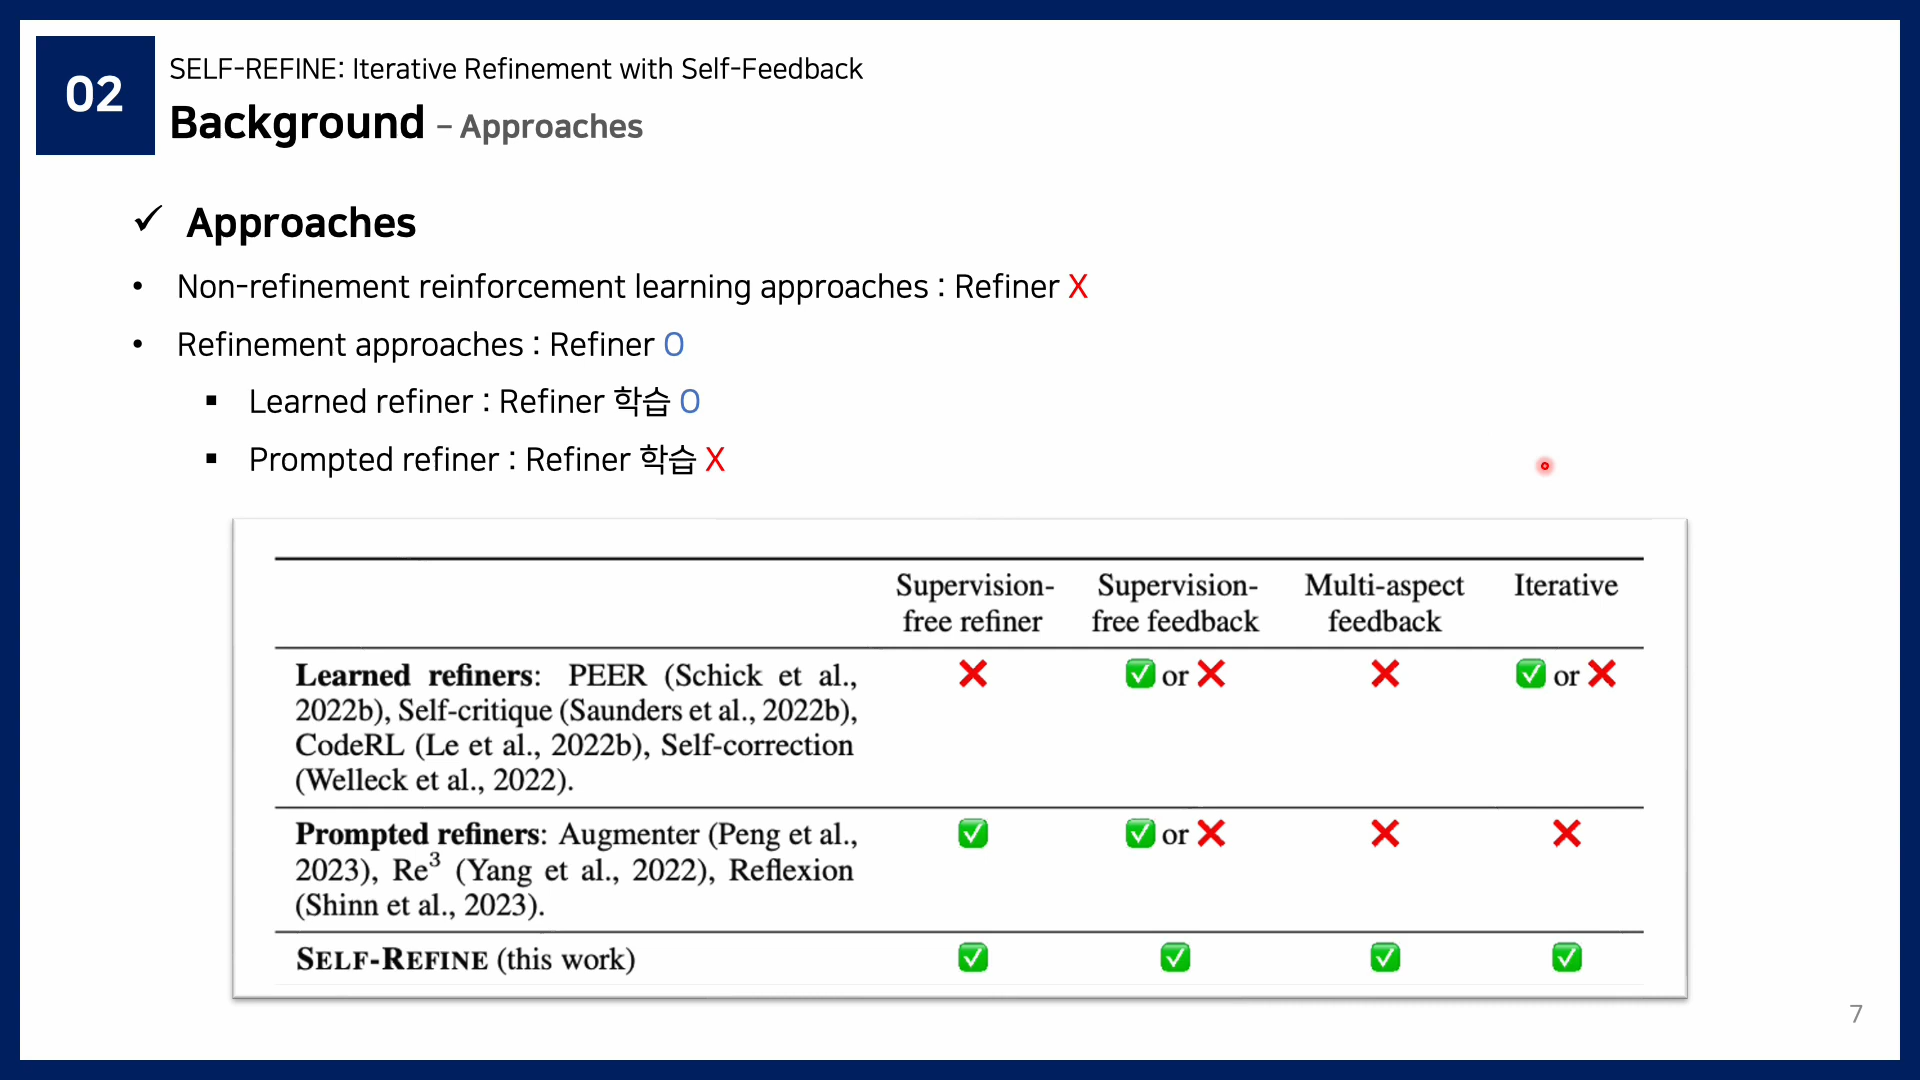 02
SELF-REFINE: Iterative Refinement with Self-Feedback
Background – Approaches
✓ Approaches
• Non-refinement reinforcement learning approaches : Refiner X
• Refinement approaches : Refiner O
▪ Learned refiner : Refiner 학습 O
▪ Prompted refiner : Refiner 학습 X
Supervision- Supervision- Multi-aspect Iterative
free refiner free feedback feedback
Learned refiners: PEER (Schick et al., ❌ ✅ or ❌ ❌ ✅ or ❌
2022b), Self-critique (Saunders et al., 2022b),
CodeRL (Le et al., 2022b), Self-correction
(Welleck et al., 2022).
Prompted refiners: Augmenter (Peng et al., ✅ ✅ or ❌ ❌ ❌
2023), Re³ (Yang et al., 2022), Reflexion
(Shinn et al., 2023).
SELF-REFINE (this work) ✅ ✅ ✅ ✅
7